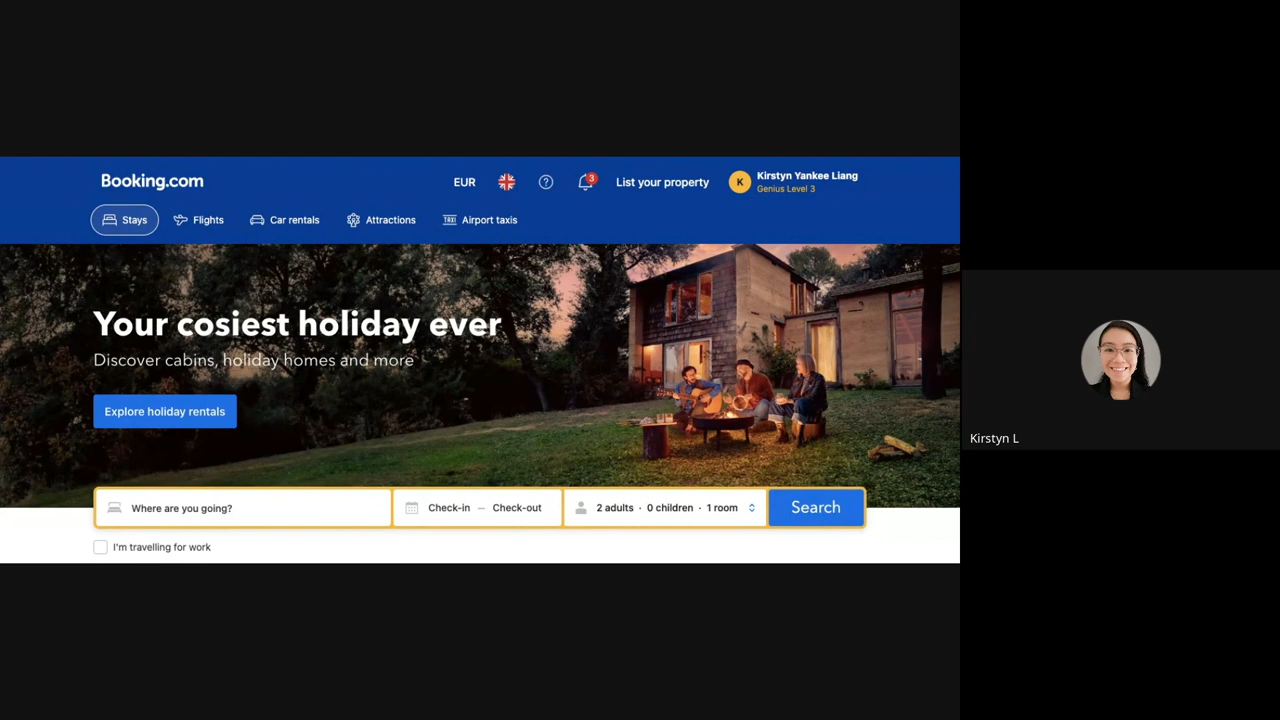 Booking.com
EUR
3
List your property
K
Kirstyn Yankee Liang
Genius Level 3
Stays
Flights
Car rentals
Attractions
TAXI
Airport taxis
Your cosiest holiday ever
Discover cabins, holiday homes and more
Explore holiday rentals
Where are you going?
Check-in — Check-out
2 adults · 0 children · 1 room
Search
I'm travelling for work
Kirstyn L